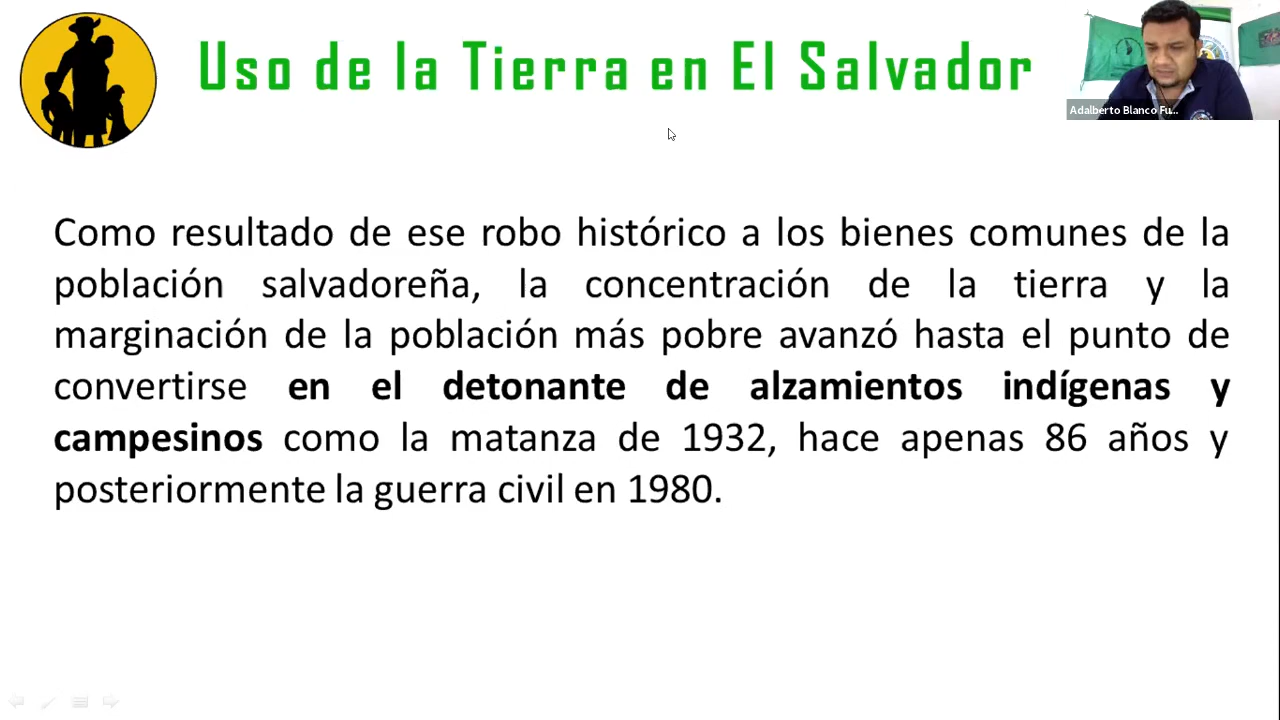 Uso de la Tierra en El Salvador
Adalberto Blanco Fu...
Como resultado de ese robo histórico a los bienes comunes de la
población salvadoreña, la concentración de la tierra y la
marginación de la población más pobre avanzó hasta el punto de
convertirse en el detonante de alzamientos indígenas y
campesinos como la matanza de 1932, hace apenas 86 años y
posteriormente la guerra civil en 1980.